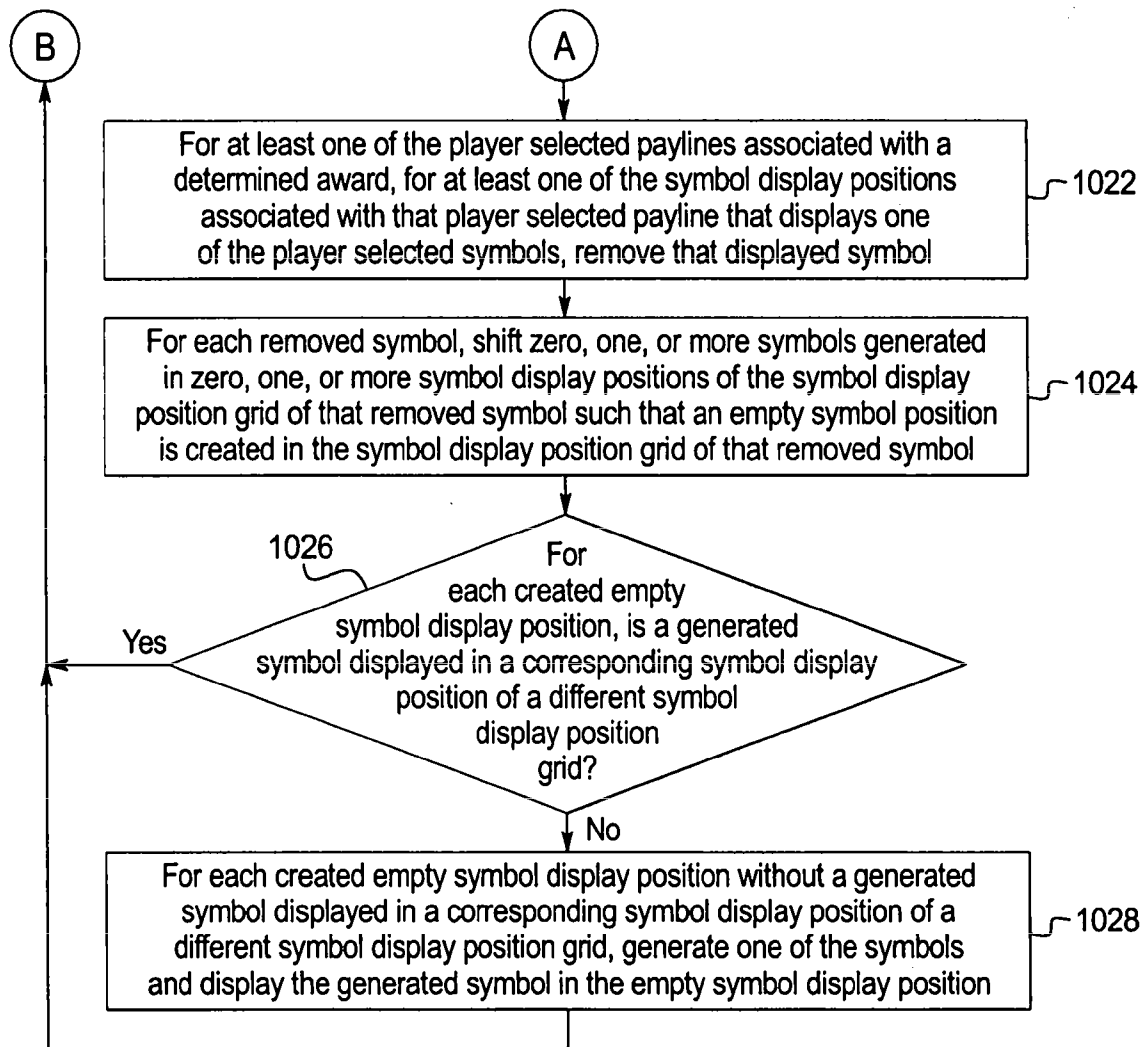 B
A
For at least one of the player selected paylines associated with a
determined award, for at least one of the symbol display positions
associated with that player selected payline that displays one
of the player selected symbols, remove that displayed symbol
1022
For each removed symbol, shift zero, one, or more symbols generated
in zero, one, or more symbol display positions of the symbol display
position grid of that removed symbol such that an empty symbol position
is created in the symbol display position grid of that removed symbol
1024
1026
For
each created empty
symbol display position, is a generated
symbol displayed in a corresponding symbol display
position of a different symbol
display position
grid?
Yes
No
For each created empty symbol display position without a generated
symbol displayed in a corresponding symbol display position of a
different symbol display position grid, generate one of the symbols
and display the generated symbol in the empty symbol display position
1028